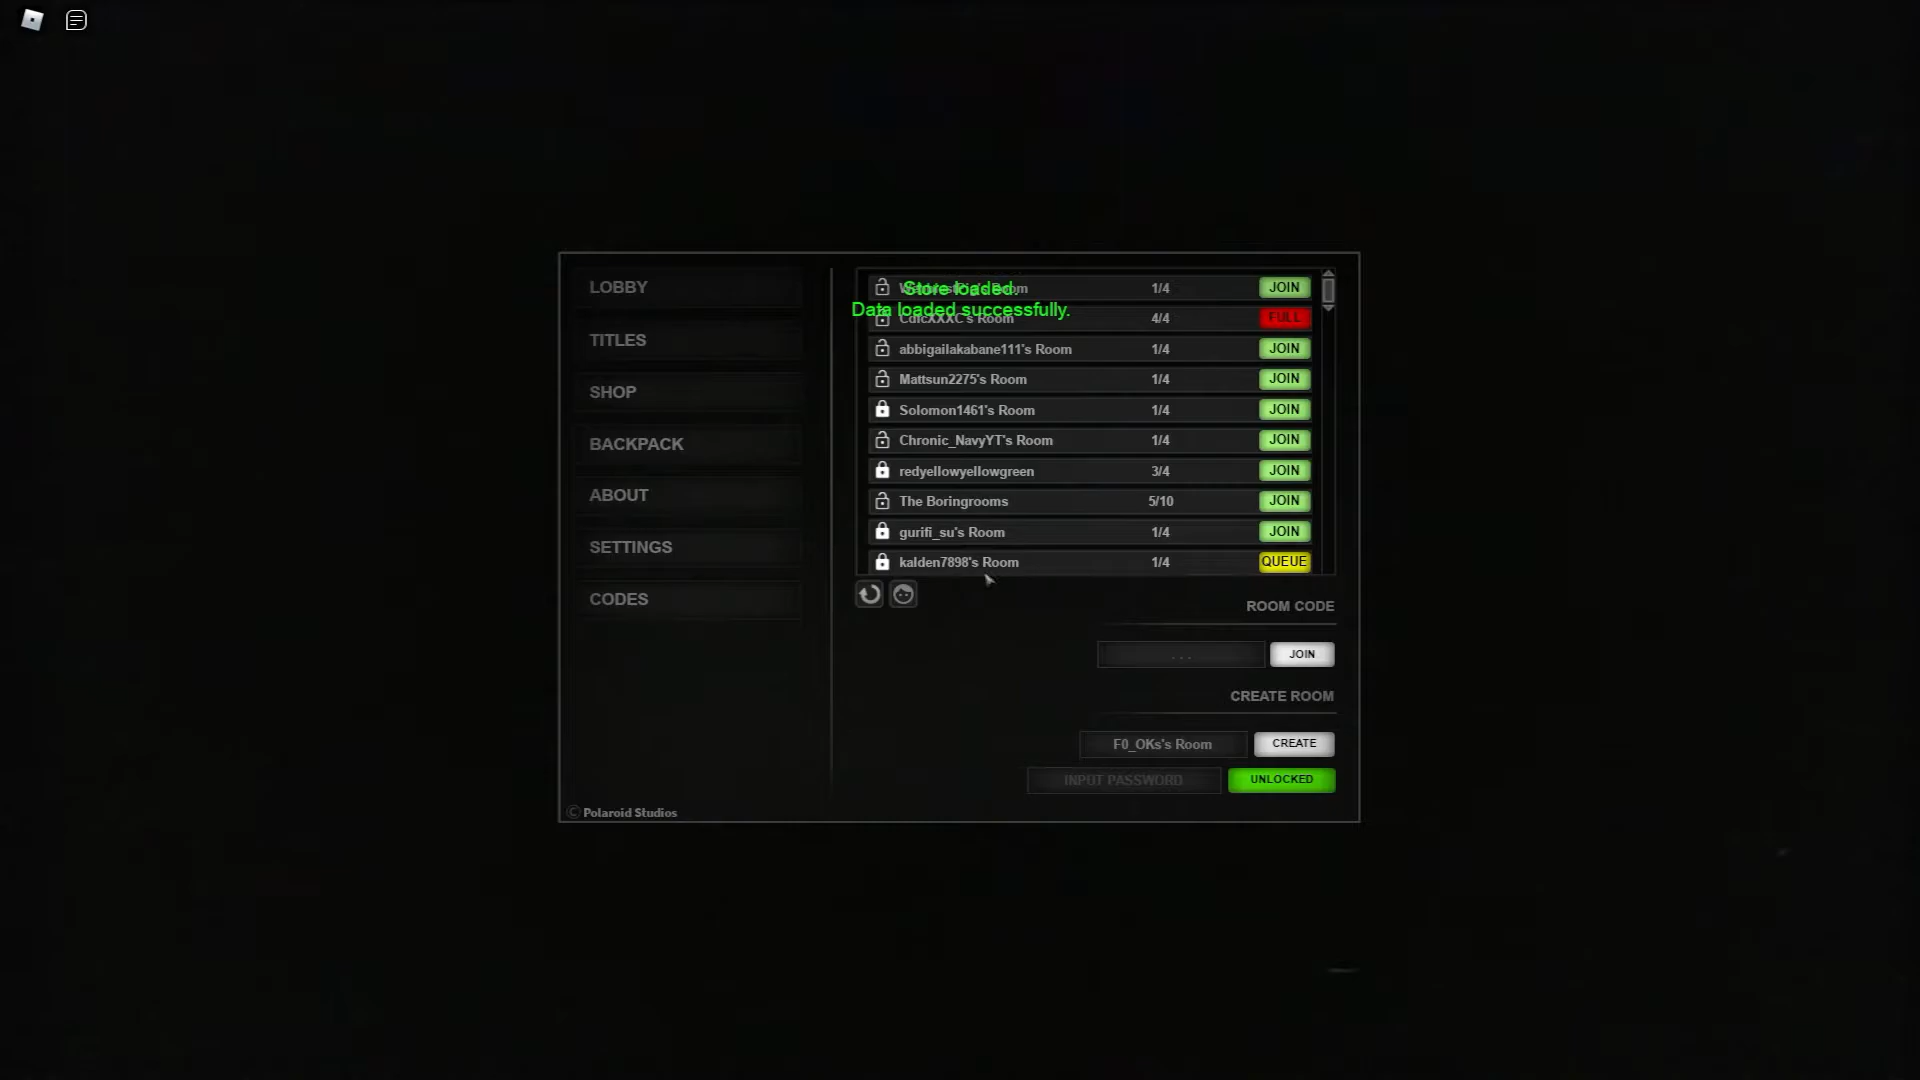 LOBBY
TITLES
SHOP
BACKPACK
ABOUT
SETTINGS
CODES
Store loaded.
Data loaded successfully.
1/4 JOIN
CdfcXXXC's Room 4/4 FULL
abbigailakabane111's Room 1/4 JOIN
Mattsun2275's Room 1/4 JOIN
Solomon1461's Room 1/4 JOIN
Chronic_NavyYT's Room 1/4 JOIN
redyellowyellowgreen 3/4 JOIN
The Boringrooms 5/10 JOIN
gurifi_su's Room 1/4 JOIN
kalden7898's Room 1/4 QUEUE
ROOM CODE
... JOIN
CREATE ROOM
F0_OKs's Room CREATE
INPUT PASSWORD UNLOCKED
© Polaroid Studios